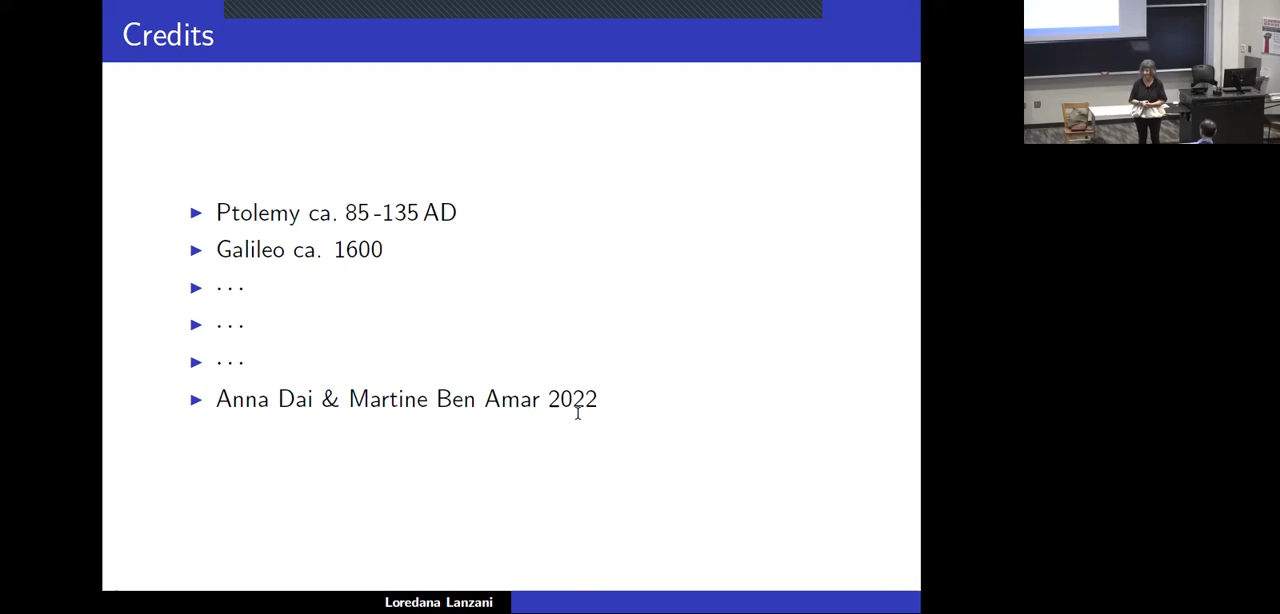 Credits
Ptolemy ca. 85-135 AD
Galileo ca. 1600
...
...
...
Anna Dai & Martine Ben Amar 2022
Loredana Lanzani